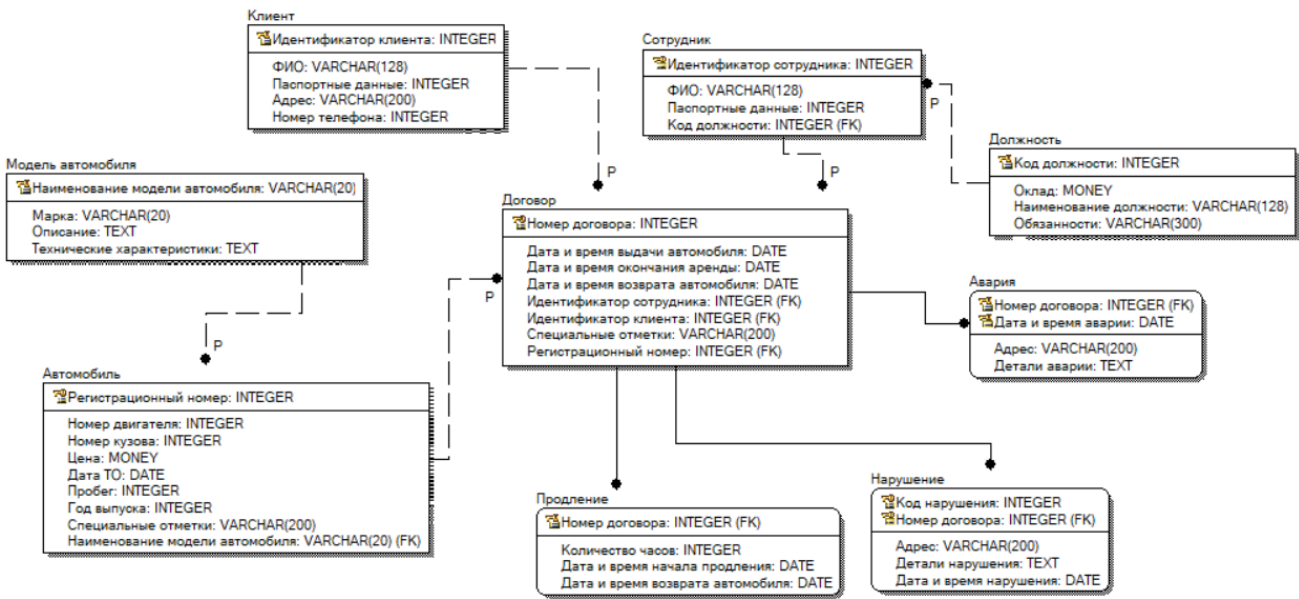 Клиент
Идентификатор клиента: INTEGER
ФИО: VARCHAR(128)
Паспортные данные: INTEGER
Адрес: VARCHAR(200)
Номер телефона: INTEGER
P
Сотрудник
Идентификатор сотрудника: INTEGER
ФИО: VARCHAR(128)
Паспортные данные: INTEGER
Код должности: INTEGER (FK)
P
P
Должность
Код должности: INTEGER
Оклад: MONEY
Наименование должности: VARCHAR(128)
Обязанности: VARCHAR(300)
Модель автомобиля
Наименование модели автомобиля: VARCHAR(20)
Марка: VARCHAR(20)
Описание: TEXT
Технические характеристики: TEXT
P
Договор
Номер договора: INTEGER
Дата и время выдачи автомобиля: DATE
Дата и время окончания аренды: DATE
Дата и время возврата автомобиля: DATE
Идентификатор сотрудника: INTEGER (FK)
Идентификатор клиента: INTEGER (FK)
Специальные отметки: VARCHAR(200)
Регистрационный номер: INTEGER (FK)
P
Авария
Номер договора: INTEGER (FK)
Дата и время аварии: DATE
Адрес: VARCHAR(200)
Детали аварии: TEXT
Автомобиль
Регистрационный номер: INTEGER
Номер двигателя: INTEGER
Номер кузова: INTEGER
Цена: MONEY
Дата ТО: DATE
Пробег: INTEGER
Год выпуска: INTEGER
Специальные отметки: VARCHAR(200)
Наименование модели автомобиля: VARCHAR(20) (FK)
Продление
Номер договора: INTEGER (FK)
Количество часов: INTEGER
Дата и время начала продления: DATE
Дата и время возврата автомобиля: DATE
Нарушение
Код нарушения: INTEGER
Номер договора: INTEGER (FK)
Адрес: VARCHAR(200)
Детали нарушения: TEXT
Дата и время нарушения: DATE